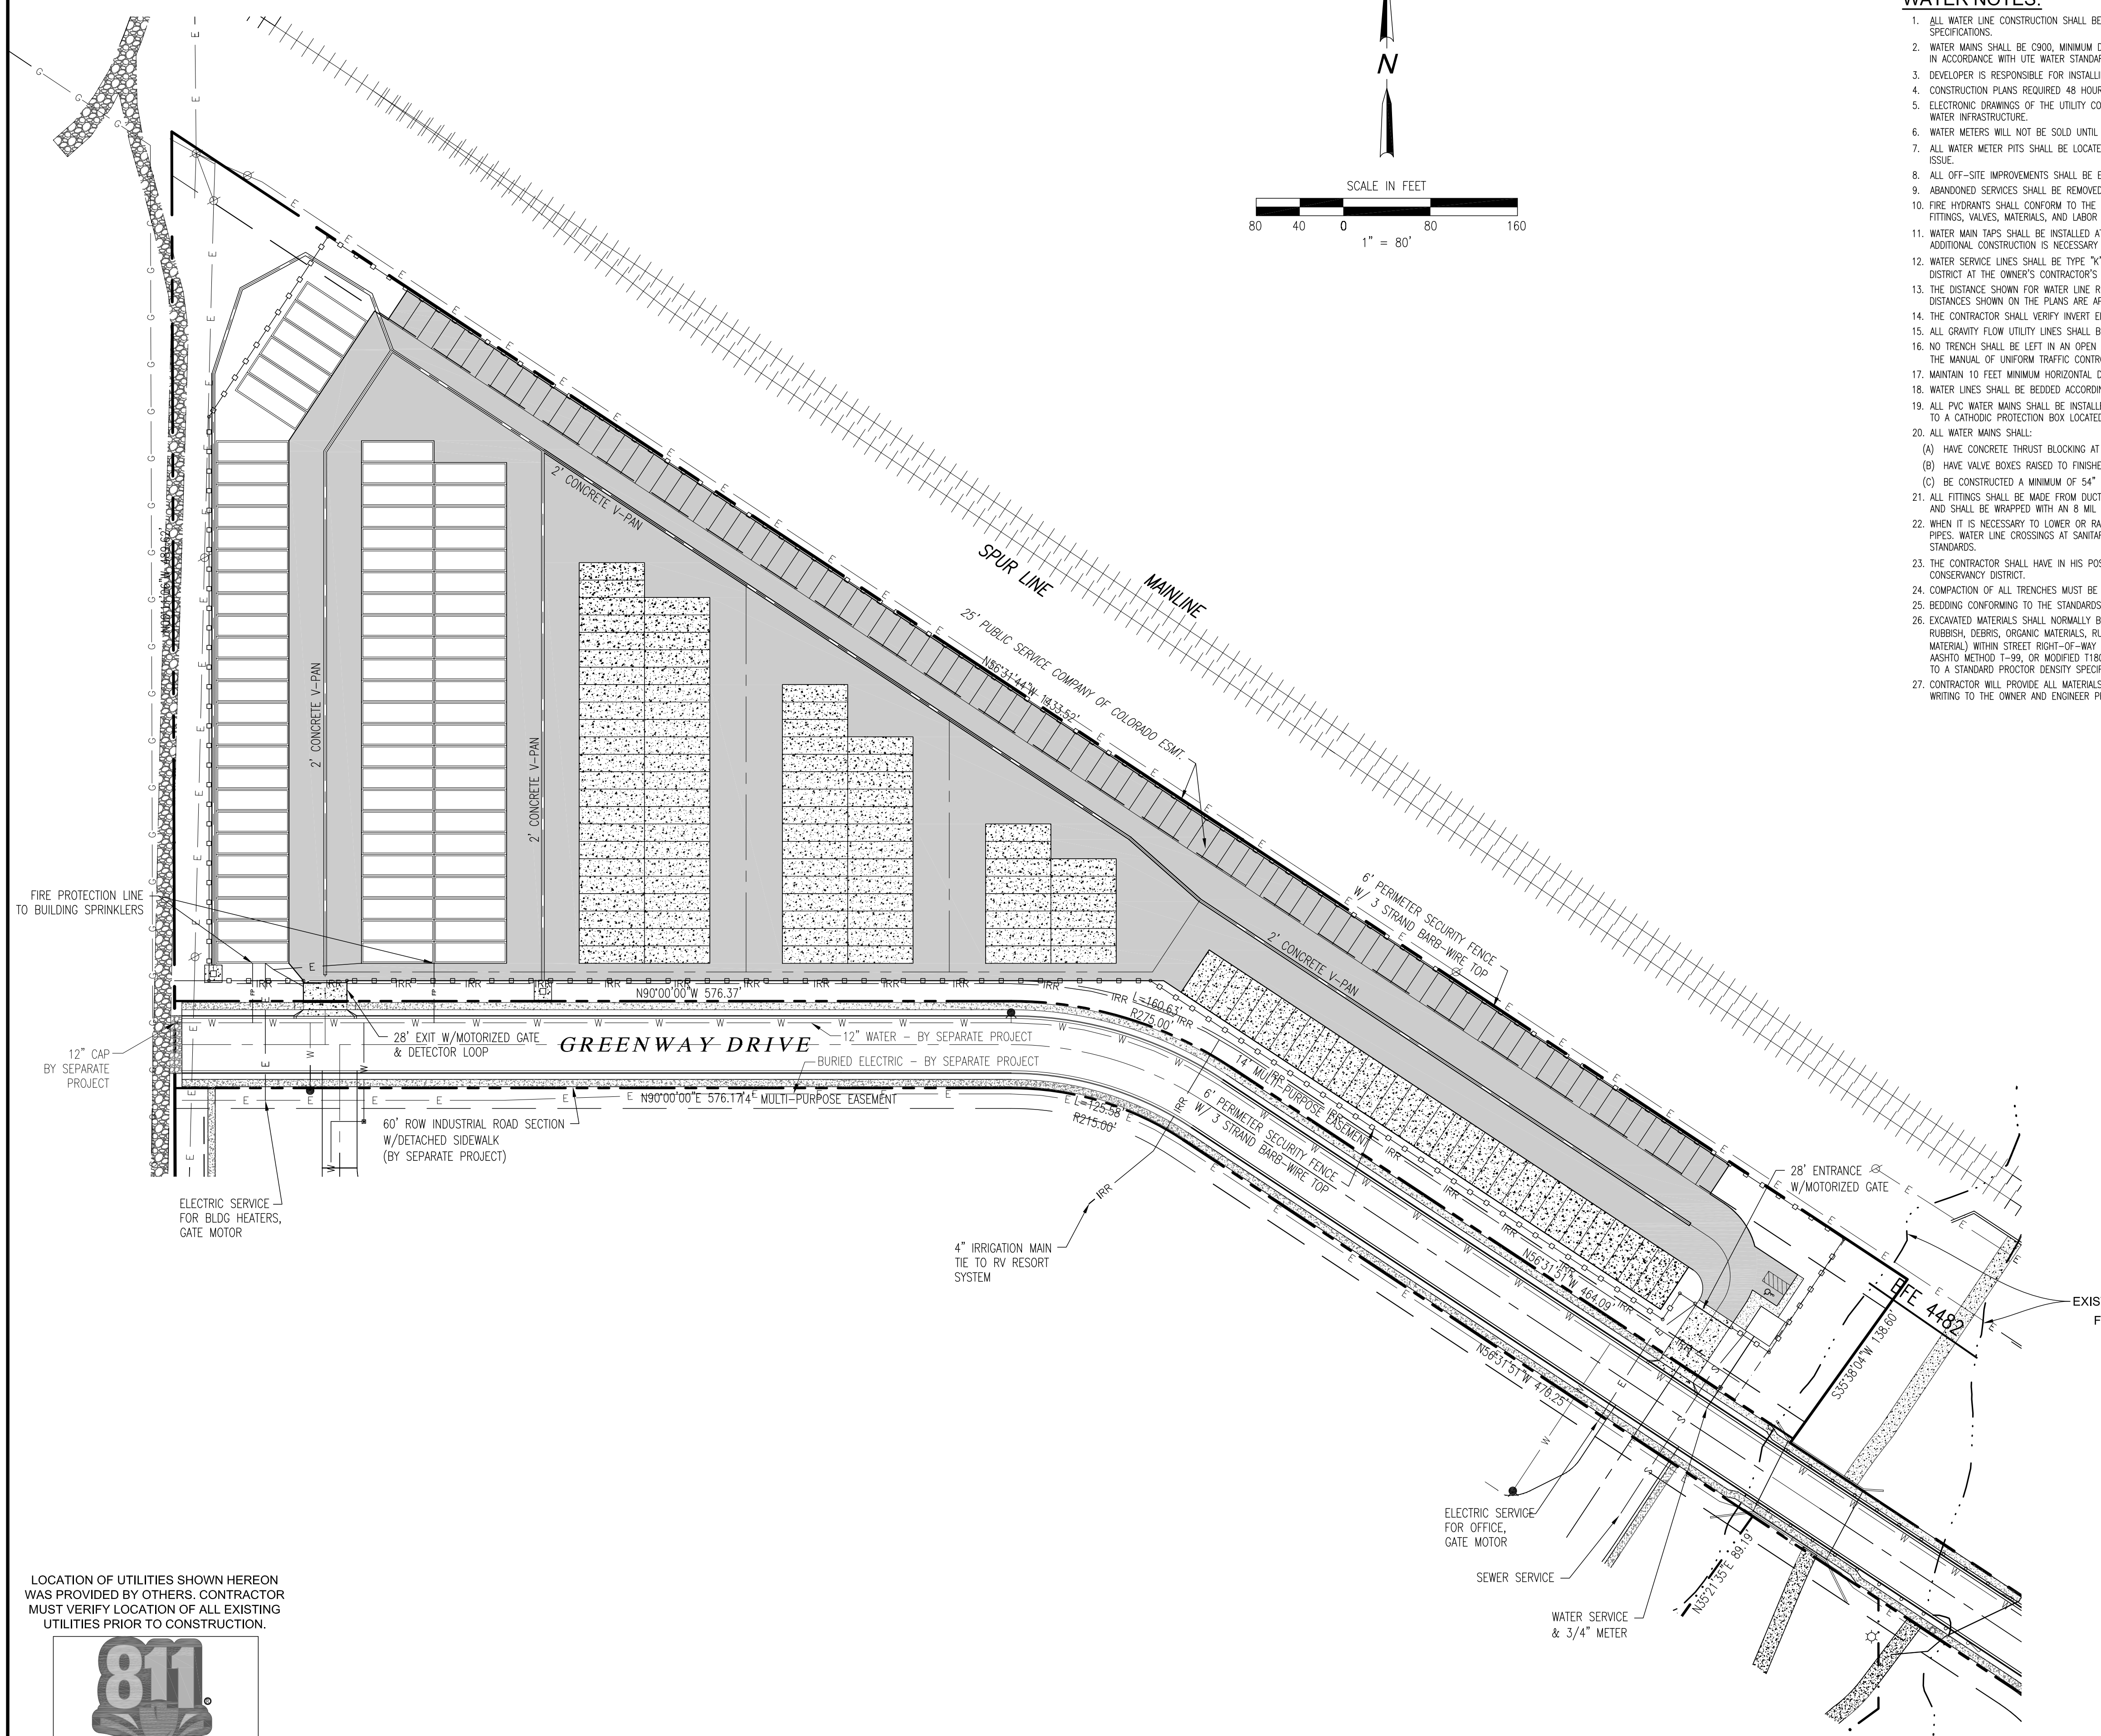 WATER NOTES:
1. ALL WATER LINE CONSTRUCTION SHALL BE
SPECIFICATIONS.
2. WATER MAINS SHALL BE C900, MINIMUM D
IN ACCORDANCE WITH UTE WATER STANDAR
3. DEVELOPER IS RESPONSIBLE FOR INSTALLI
4. CONSTRUCTION PLANS REQUIRED 48 HOUR
5. ELECTRONIC DRAWINGS OF THE UTILITY CO
WATER INFRASTRUCTURE.
6. WATER METERS WILL NOT BE SOLD UNTIL
7. ALL WATER METER PITS SHALL BE LOCATE
ISSUE.
8. ALL OFF-SITE IMPROVEMENTS SHALL BE
9. ABANDONED SERVICES SHALL BE REMOVED
10. FIRE HYDRANTS SHALL CONFORM TO THE
FITTINGS, VALVES, MATERIALS, AND LABOR
11. WATER MAIN TAPS SHALL BE INSTALLED AT
ADDITIONAL CONSTRUCTION IS NECESSARY
12. WATER SERVICE LINES SHALL BE TYPE "K"
DISTRICT AT THE OWNER'S CONTRACTOR'S
13. THE DISTANCE SHOWN FOR WATER LINE R
DISTANCES SHOWN ON THE PLANS ARE AP
14. THE CONTRACTOR SHALL VERIFY INVERT E
15. ALL GRAVITY FLOW UTILITY LINES SHALL B
16. NO TRENCH SHALL BE LEFT IN AN OPEN
THE MANUAL OF UNIFORM TRAFFIC CONTR
17. MAINTAIN 10 FEET MINIMUM HORIZONTAL D
18. WATER LINES SHALL BE BEDDED ACCORDIN
19. ALL PVC WATER MAINS SHALL BE INSTALLE
TO A CATHODIC PROTECTION BOX LOCATED
20. ALL WATER MAINS SHALL:
(A) HAVE CONCRETE THRUST BLOCKING AT
(B) HAVE VALVE BOXES RAISED TO FINISHE
(C) BE CONSTRUCTED A MINIMUM OF 54"
21. ALL FITTINGS SHALL BE MADE FROM DUCT
AND SHALL BE WRAPPED WITH AN 8 MIL
22. WHEN IT IS NECESSARY TO LOWER OR RA
PIPES. WATER LINE CROSSINGS AT SANITAR
STANDARDS.
23. THE CONTRACTOR SHALL HAVE IN HIS POS
CONSERVANCY DISTRICT.
24. COMPACTION OF ALL TRENCHES MUST BE
25. BEDDING CONFORMING TO THE STANDARDS
26. EXCAVATED MATERIALS SHALL NORMALLY B
RUBBISH, DEBRIS, ORGANIC MATERIALS, RU
MATERIAL) WITHIN STREET RIGHT-OF-WAY
AASHTO METHOD T-99, OR MODIFIED T180
TO A STANDARD PROCTOR DENSITY SPECIF
27. CONTRACTOR WILL PROVIDE ALL MATERIALS
WRITING TO THE OWNER AND ENGINEER P
N
SCALE IN FEET
80 40 0 80 160
1" = 80'
2' CONCRETE V-PAN
2' CONCRETE V-PAN
2' CONCRETE V-PAN
SPUR LINE
MAINLINE
25' PUBLIC SERVICE COMPANY OF COLORADO ESMT.
N56°31'44"W 1433.52'
6' PERIMETER SECURITY FENCE
W/ 3 STRAND BARB-WIRE TOP
2' CONCRETE V-PAN
FIRE PROTECTION LINE
TO BUILDING SPRINKLERS
N90°00'00"W 576.37'
L=160.63'
R275.00'
12" CAP
BY SEPARATE
PROJECT
28' EXIT W/MOTORIZED GATE
& DETECTOR LOOP
GREENWAY DRIVE
12" WATER - BY SEPARATE PROJECT
BURIED ELECTRIC - BY SEPARATE PROJECT
N90°00'00"E 576.17'
14' MULTI-PURPOSE EASEMENT
L=125.58'
R215.00'
60' ROW INDUSTRIAL ROAD SECTION
W/DETACHED SIDEWALK
(BY SEPARATE PROJECT)
ELECTRIC SERVICE
FOR BLDG HEATERS,
GATE MOTOR
14' MULTI-PURPOSE EASEMENT
6' PERIMETER SECURITY FENCE
W/ 3 STRAND BARB-WIRE TOP
4" IRRIGATION MAIN
TIE TO RV RESORT
SYSTEM
28' ENTRANCE
W/MOTORIZED GATE
N56°31'51"W 464.09'
N56°31'51"W 470.25'
BFE 4482
S35°38'04"W 138.60'
EXIS
F
ELECTRIC SERVICE
FOR OFFICE,
GATE MOTOR
SEWER SERVICE
N35°21'35"E 89.19'
WATER SERVICE
& 3/4" METER
LOCATION OF UTILITIES SHOWN HEREON
WAS PROVIDED BY OTHERS. CONTRACTOR
MUST VERIFY LOCATION OF ALL EXISTING
UTILITIES PRIOR TO CONSTRUCTION.
811